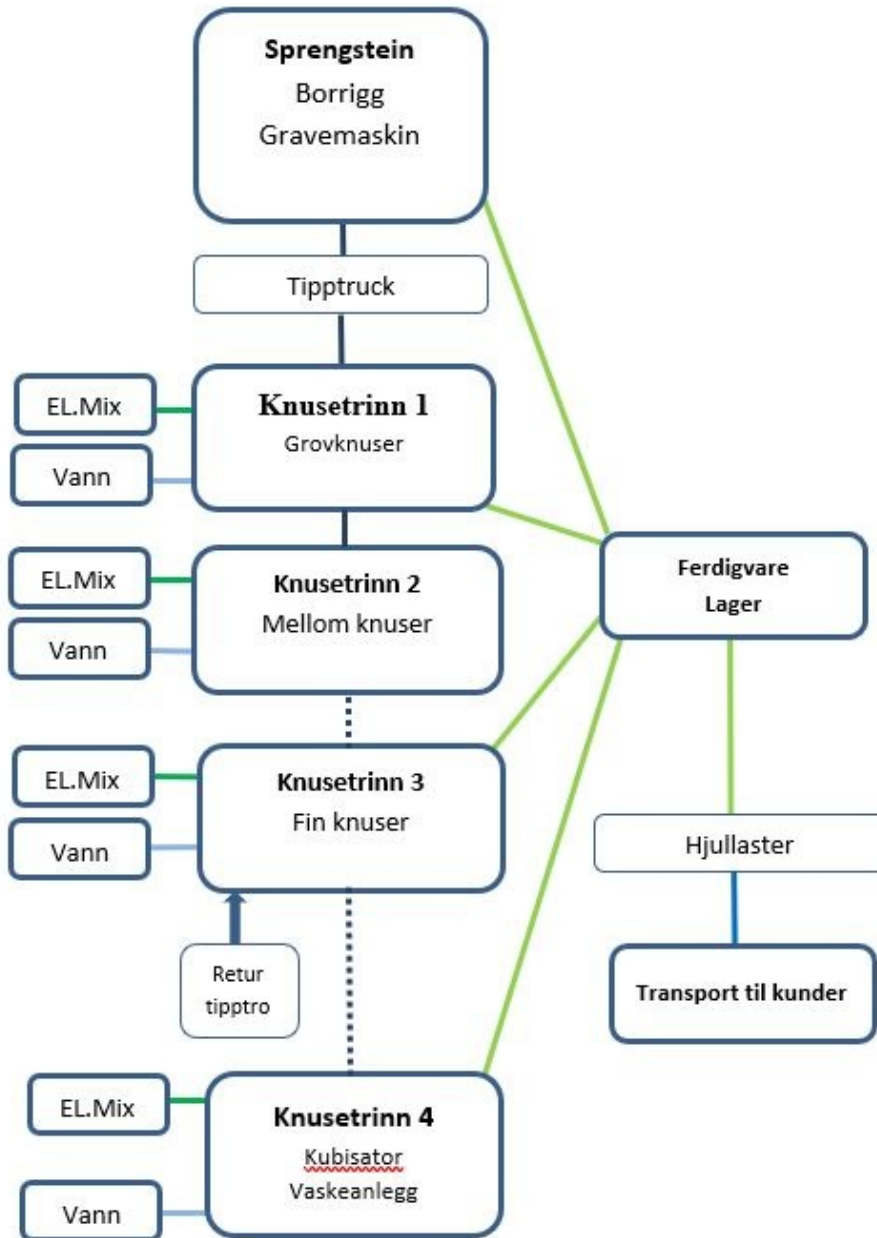 Sprengstein
Borrigg
Gravemaskin
Tipptruck
EL.Mix
Vann
Knusetrinn 1
Grovknuser
EL.Mix
Vann
Knusetrinn 2
Mellom knuser
Ferdigvare
Lager
EL.Mix
Vann
Knusetrinn 3
Fin knuser
Hjullaster
Retur
tipptro
Transport til kunder
EL.Mix
Vann
Knusetrinn 4
Kubisator
Vaskeanlegg